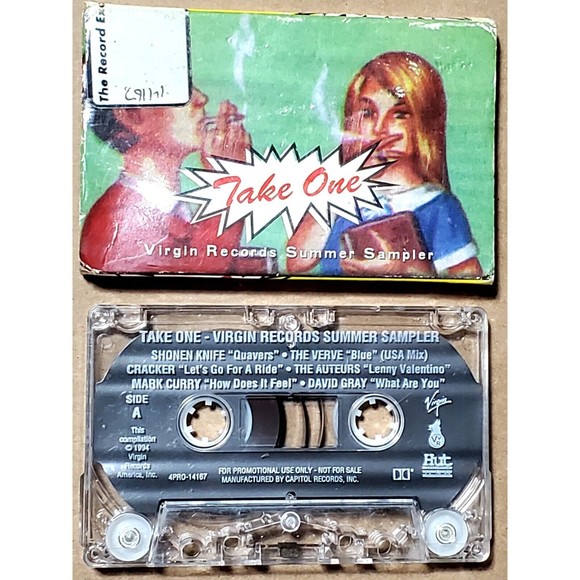 The Record Exc
Take One
Virgin Records Summer Sampler
TAKE ONE - VIRGIN RECORDS SUMMER SAMPLER
SHONEN KNIFE "Quavers" • THE VERVE "Blue" (USA Mix)
CRACKER "Let's Go For A Ride" • THE AUTEURS "Lenny Valentino"
MARK CURRY "How Does It Feel" • DAVID GRAY "What Are You"
SIDE
A
This
compilation
© 1994
Virgin
Records
America, Inc.
4PRO-14167
FOR PROMOTIONAL USE ONLY - NOT FOR SALE
MANUFACTURED BY CAPITOL RECORDS, INC.
Virgin
Hut